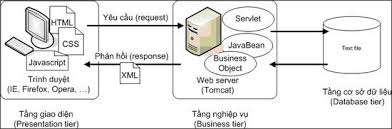 HTML
CSS
Javascript
Trình duyệt
(IE, Firefox, Opera, ...)
Yêu cầu (request)
Phản hồi (response)
XML
Servlet
JavaBean
Business
Object
Web server
(Tomcat)
Text file
Tầng giao diện
(Presentation tier)
Tầng nghiệp vụ
(Business tier)
Tầng cơ sở dữ liệu
(Database tier)